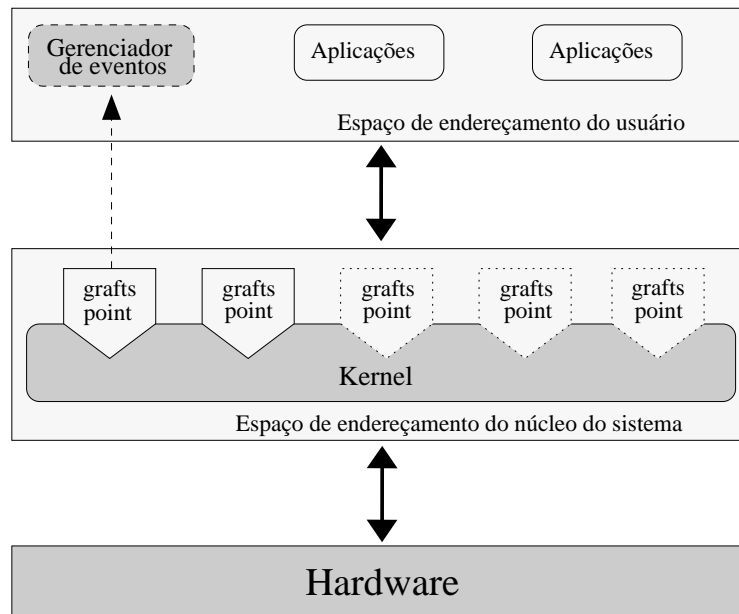 Gerenciador
de eventos
Aplicações
Aplicações
Espaço de endereçamento do usuário
grafts
point
grafts
point
grafts
point
grafts
point
grafts
point
Kernel
Espaço de endereçamento do núcleo do sistema
Hardware